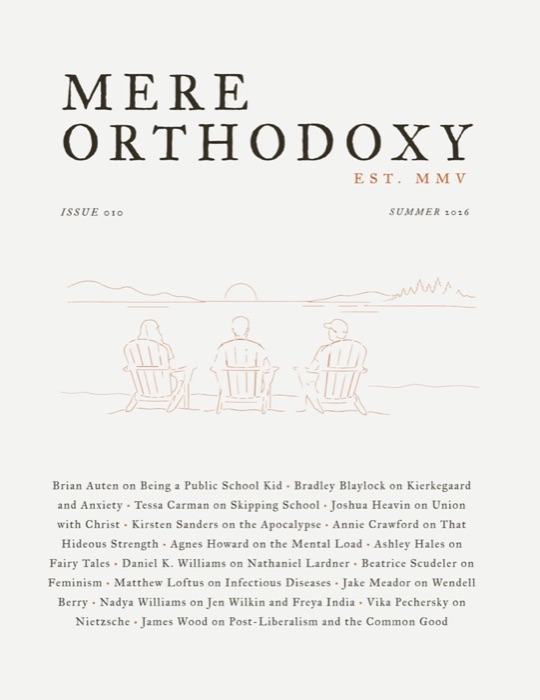 MERE
ORTHODOXY
EST. MMV
ISSUE 010
SUMMER 2026
Brian Auten on Being a Public School Kid • Bradley Blaylock on Kierkegaard
and Anxiety • Tessa Carman on Skipping School • Joshua Heavin on Union
with Christ • Kirsten Sanders on the Apocalypse • Annie Crawford on That
Hideous Strength • Agnes Howard on the Mental Load • Ashley Hales on
Fairy Tales • Daniel K. Williams on Nathaniel Lardner • Beatrice Scudeler on
Feminism • Matthew Loftus on Infectious Diseases • Jake Meador on Wendell
Berry • Nadya Williams on Jen Wilkin and Freya India • Vika Pechersky on
Nietzsche • James Wood on Post-Liberalism and the Common Good